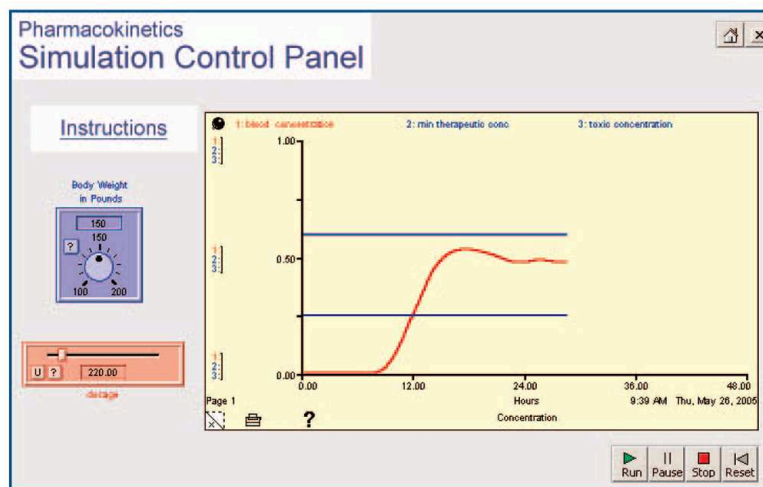 Pharmacokinetics
Simulation Control Panel
Instructions
Body Weight
in Pounds
150
150
?
100 200
U ? 220.00
dosage
1: blood concentration 2: min therapeutic conc 3: toxic concentration
1:
2:
3:
1.00
1:
2:
3:
0.50
1:
2:
3:
0.00
0.00 12.00 24.00 36.00 48.00
Page 1 Hours 9:39 AM Thu, May 26, 2005
? Concentration
Run Pause Stop Reset